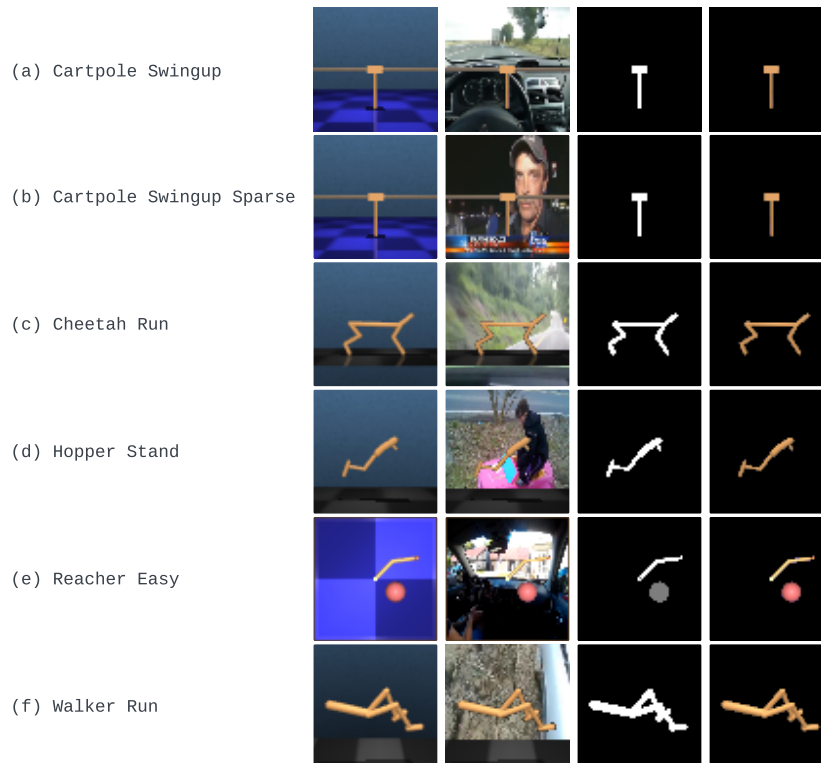 (a) Cartpole Swingup
(b) Cartpole Swingup Sparse
(c) Cheetah Run
(d) Hopper Stand
(e) Reacher Easy
(f) Walker Run